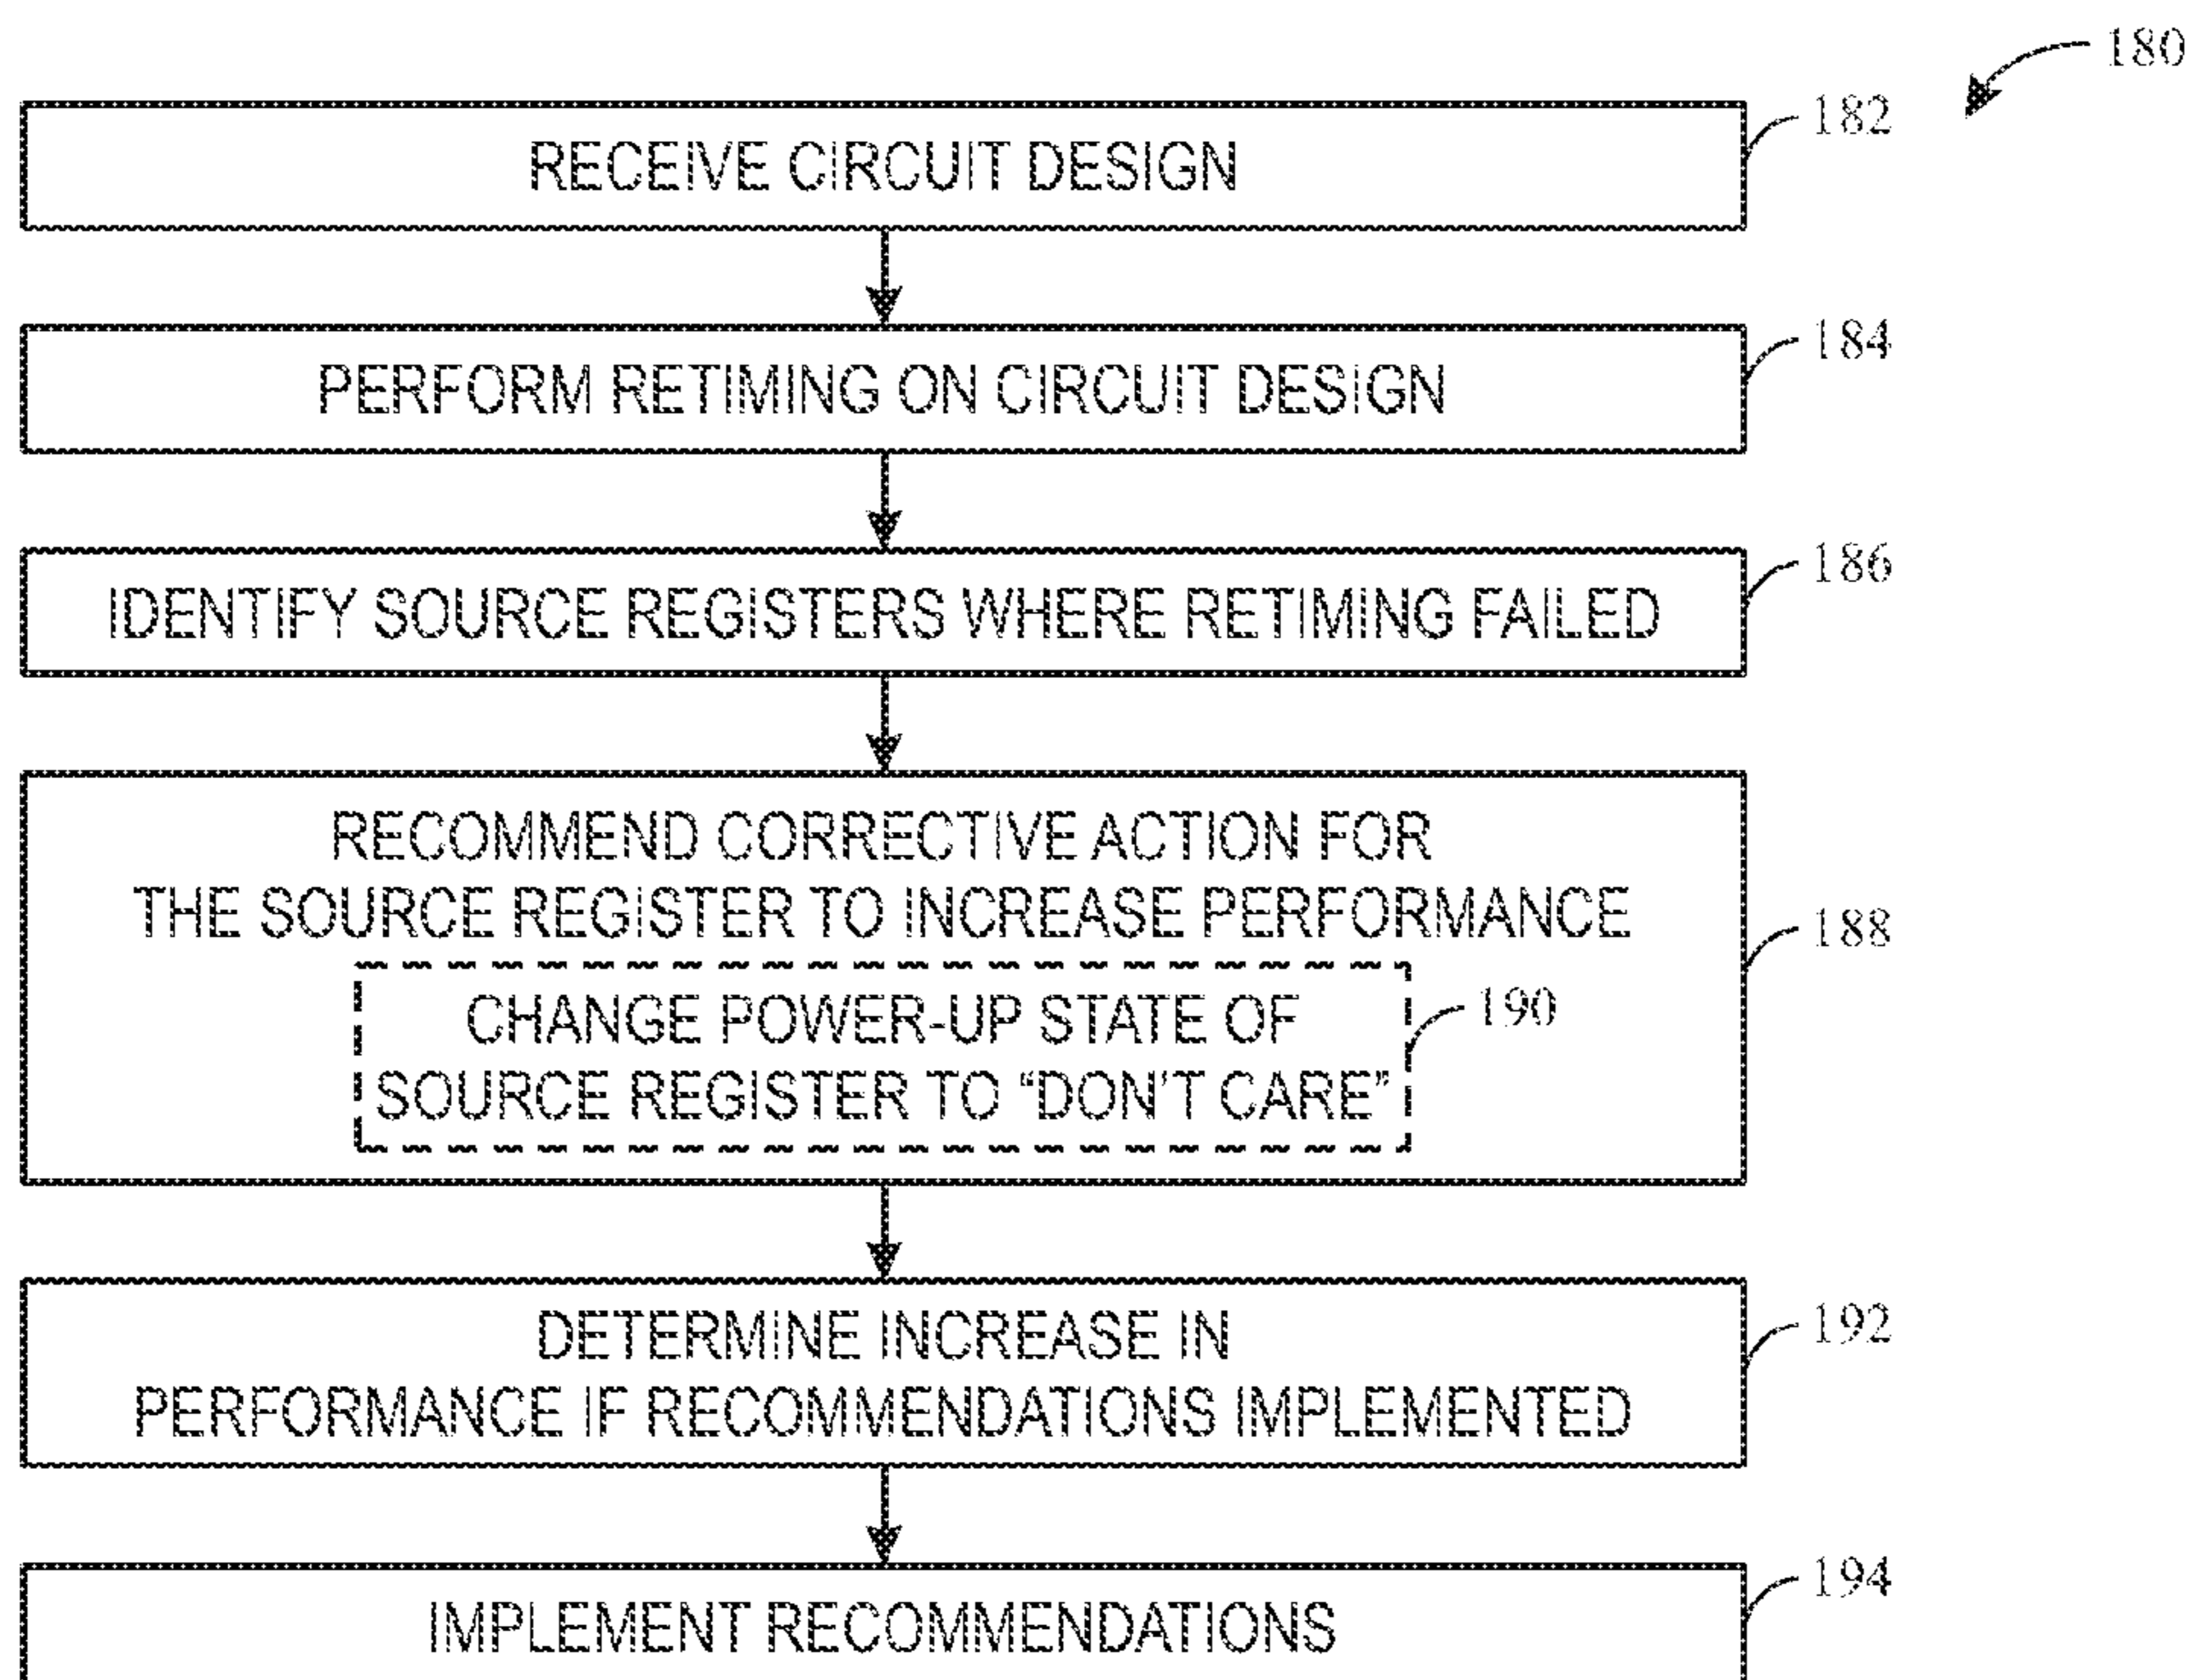 180
182
RECEIVE CIRCUIT DESIGN
184
PERFORM RETIMING ON CIRCUIT DESIGN
186
IDENTIFY SOURCE REGISTERS WHERE RETIMING FAILED
RECOMMEND CORRECTIVE ACTION FOR
THE SOURCE REGISTER TO INCREASE PERFORMANCE
188
CHANGE POWER-UP STATE OF
SOURCE REGISTER TO “DON'T CARE”
190
DETERMINE INCREASE IN
PERFORMANCE IF RECOMMENDATIONS IMPLEMENTED
192
194
IMPLEMENT RECOMMENDATIONS